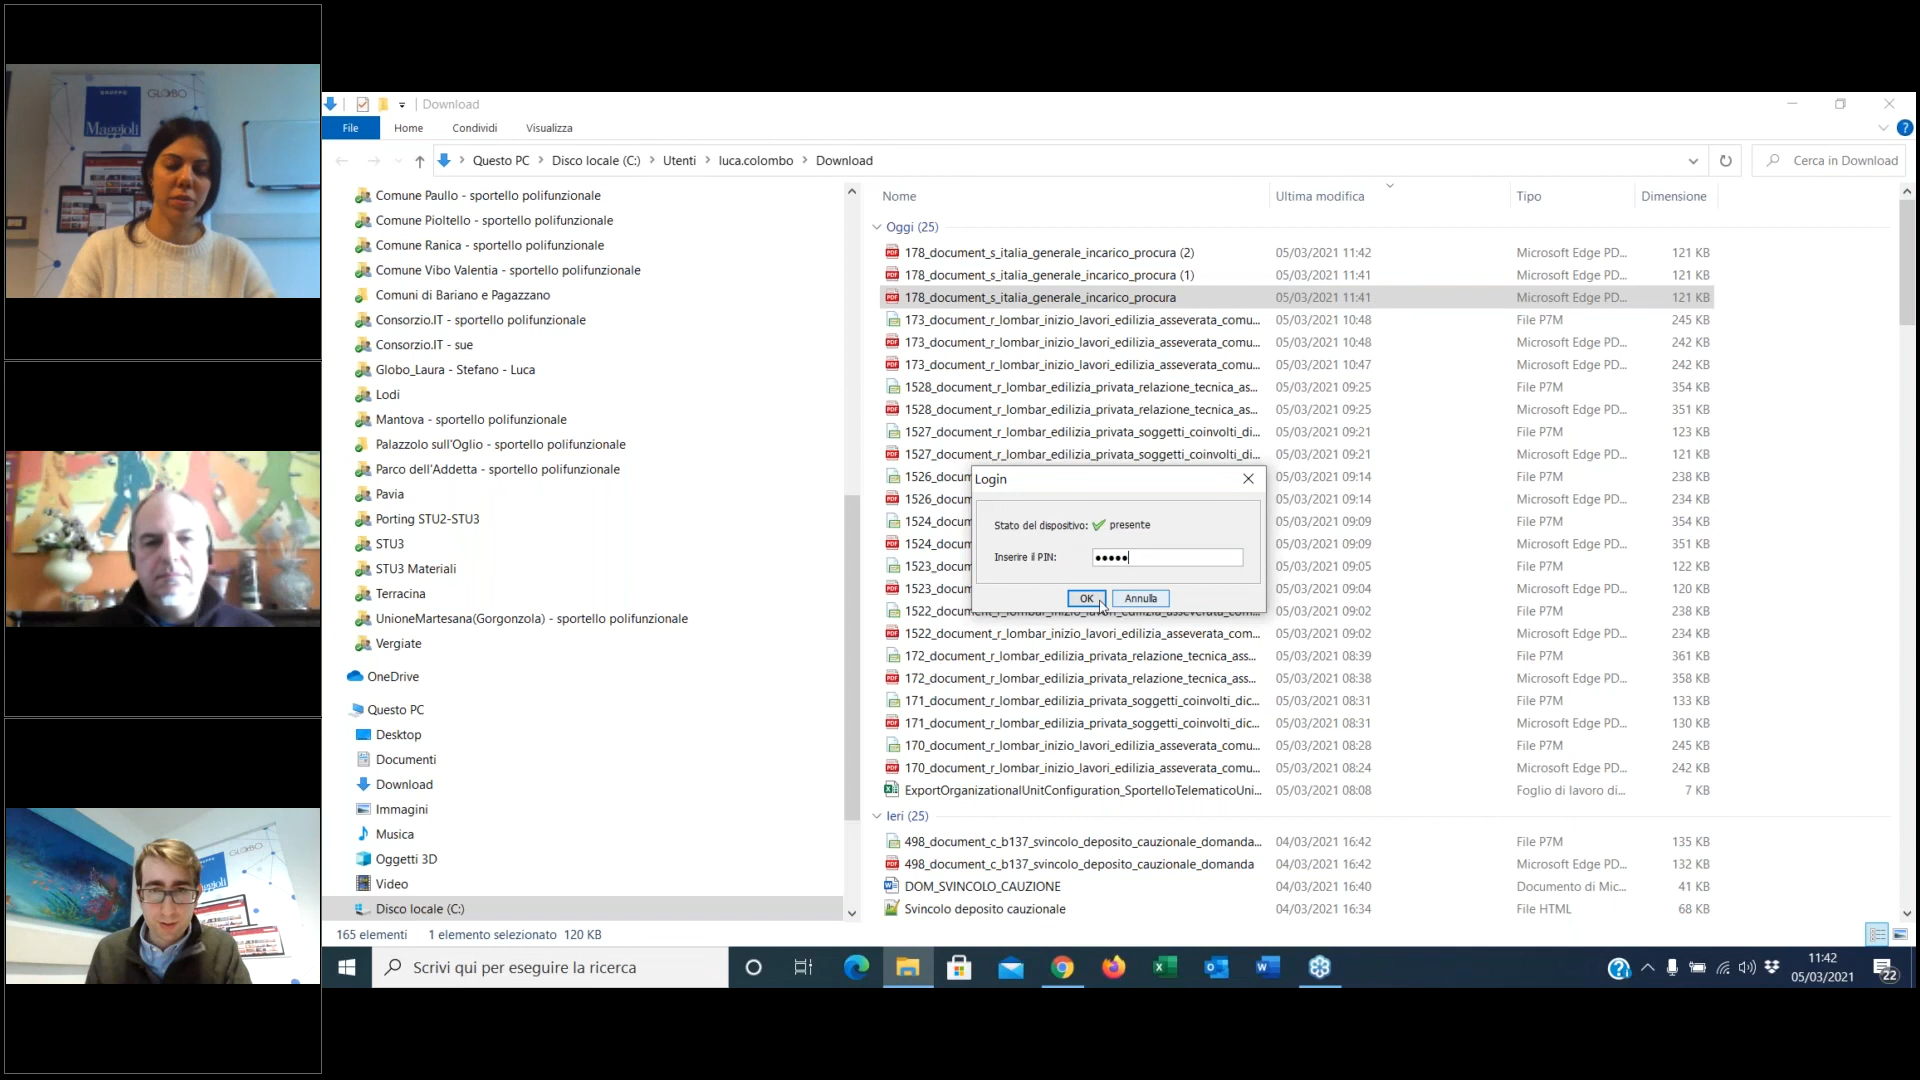 GRUPPO
Maggioli
GLOBO
GLOBO
Download
File
Home
Condividi
Visualizza
Questo PC
Disco locale (C:)
Utenti
luca.colombo
Download
Cerca in Download
Comune Paullo - sportello polifunzionale
Comune Pioltello - sportello polifunzionale
Comune Ranica - sportello polifunzionale
Comune Vibo Valentia - sportello polifunzionale
Comuni di Bariano e Pagazzano
Consorzio.IT - sportello polifunzionale
Consorzio.IT - sue
Globo_Laura - Stefano - Luca
Lodi
Mantova - sportello polifunzionale
Palazzolo sull'Oglio - sportello polifunzionale
Parco dell'Addetta - sportello polifunzionale
Pavia
Porting STU2-STU3
STU3
STU3 Materiali
Terracina
UnioneMartesana(Gorgonzola) - sportello polifunzionale
Vergiate
OneDrive
Questo PC
Desktop
Documenti
Download
Immagini
Musica
Oggetti 3D
Video
Disco locale (C:)
Nome Ultima modifica Tipo Dimensione
Oggi (25)
178_document_s_italia_generale_incarico_procura (2) 05/03/2021 11:42 Microsoft Edge PD... 121 KB
178_document_s_italia_generale_incarico_procura (1) 05/03/2021 11:41 Microsoft Edge PD... 121 KB
178_document_s_italia_generale_incarico_procura 05/03/2021 11:41 Microsoft Edge PD... 121 KB
173_document_r_lombar_inizio_lavori_edilizia_asseverata_comu... 05/03/2021 10:48 File P7M 245 KB
173_document_r_lombar_inizio_lavori_edilizia_asseverata_comu... 05/03/2021 10:48 Microsoft Edge PD... 242 KB
173_document_r_lombar_inizio_lavori_edilizia_asseverata_comu... 05/03/2021 10:47 Microsoft Edge PD... 242 KB
1528_document_r_lombar_edilizia_privata_relazione_tecnica_as... 05/03/2021 09:25 File P7M 354 KB
1528_document_r_lombar_edilizia_privata_relazione_tecnica_as... 05/03/2021 09:25 Microsoft Edge PD... 351 KB
1527_document_r_lombar_edilizia_privata_soggetti_coinvolti_di... 05/03/2021 09:21 File P7M 123 KB
1527_document_r_lombar_edilizia_privata_soggetti_coinvolti_di... 05/03/2021 09:21 Microsoft Edge PD... 121 KB
1526_docum 05/03/2021 09:14 File P7M 238 KB
1526_docum 05/03/2021 09:14 Microsoft Edge PD... 234 KB
1524_docum 05/03/2021 09:09 File P7M 354 KB
1524_docum 05/03/2021 09:09 Microsoft Edge PD... 351 KB
1523_docum 05/03/2021 09:05 File P7M 122 KB
1523_docum 05/03/2021 09:04 Microsoft Edge PD... 120 KB
1522_document_r_lombar_inizio_lavori_edilizia_asseverata_com... 05/03/2021 09:02 File P7M 238 KB
1522_document_r_lombar_inizio_lavori_edilizia_asseverata_com... 05/03/2021 09:02 Microsoft Edge PD... 234 KB
172_document_r_lombar_edilizia_privata_relazione_tecnica_ass... 05/03/2021 08:39 File P7M 361 KB
172_document_r_lombar_edilizia_privata_relazione_tecnica_ass... 05/03/2021 08:38 Microsoft Edge PD... 358 KB
171_document_r_lombar_edilizia_privata_soggetti_coinvolti_dic... 05/03/2021 08:31 File P7M 133 KB
171_document_r_lombar_edilizia_privata_soggetti_coinvolti_dic... 05/03/2021 08:31 Microsoft Edge PD... 130 KB
170_document_r_lombar_inizio_lavori_edilizia_asseverata_comu... 05/03/2021 08:28 File P7M 245 KB
170_document_r_lombar_inizio_lavori_edilizia_asseverata_comu... 05/03/2021 08:24 Microsoft Edge PD... 242 KB
ExportOrganizationalUnitConfiguration_SportelloTelematicoUni... 05/03/2021 08:08 Foglio di lavoro di... 7 KB
Ieri (25)
498_document_c_b137_svincolo_deposito_cauzionale_domanda... 04/03/2021 16:42 File P7M 135 KB
498_document_c_b137_svincolo_deposito_cauzionale_domanda 04/03/2021 16:42 Microsoft Edge PD... 132 KB
DOM_SVINCOLO_CAUZIONE 04/03/2021 16:40 Documento di Mic... 41 KB
Svincolo deposito cauzionale 04/03/2021 16:34 File HTML 68 KB
Login
Stato del dispositivo: presente
Inserire il PIN: •••••
OK Annulla
165 elementi 1 elemento selezionato 120 KB
Scrivi qui per eseguire la ricerca
11:42
05/03/2021
22